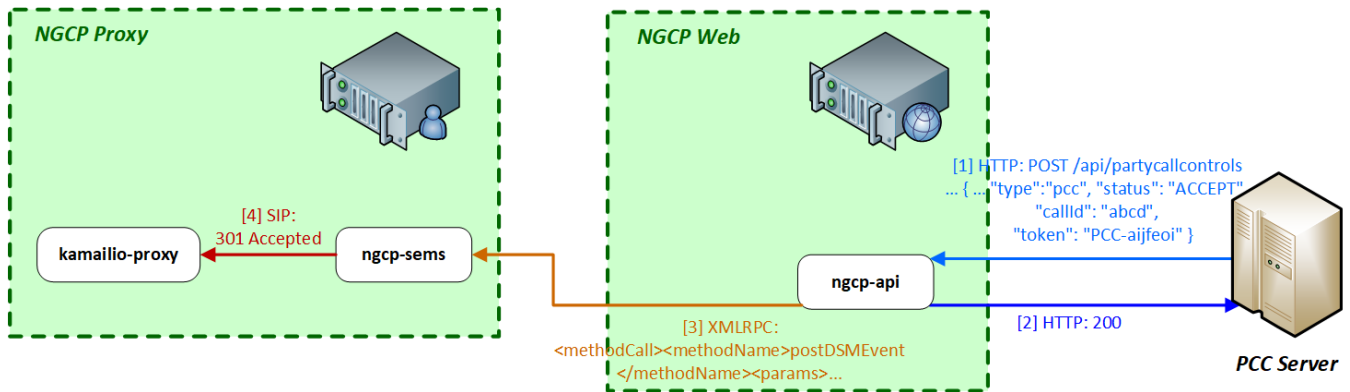 NGCP Proxy
NGCP Web
[1] HTTP: POST /api/partycallcontrols
... { ... "type":"pcc", "status": "ACCEPT"
"callId": "abcd",
"token": "PCC-aijfeoi" }
[4] SIP:
301 Accepted
kamailio-proxy
ngcp-sems
ngcp-api
[2] HTTP: 200
[3] XMLRPC:
<methodCall><methodName>postDSMEvent
</methodName><params>...
PCC Server